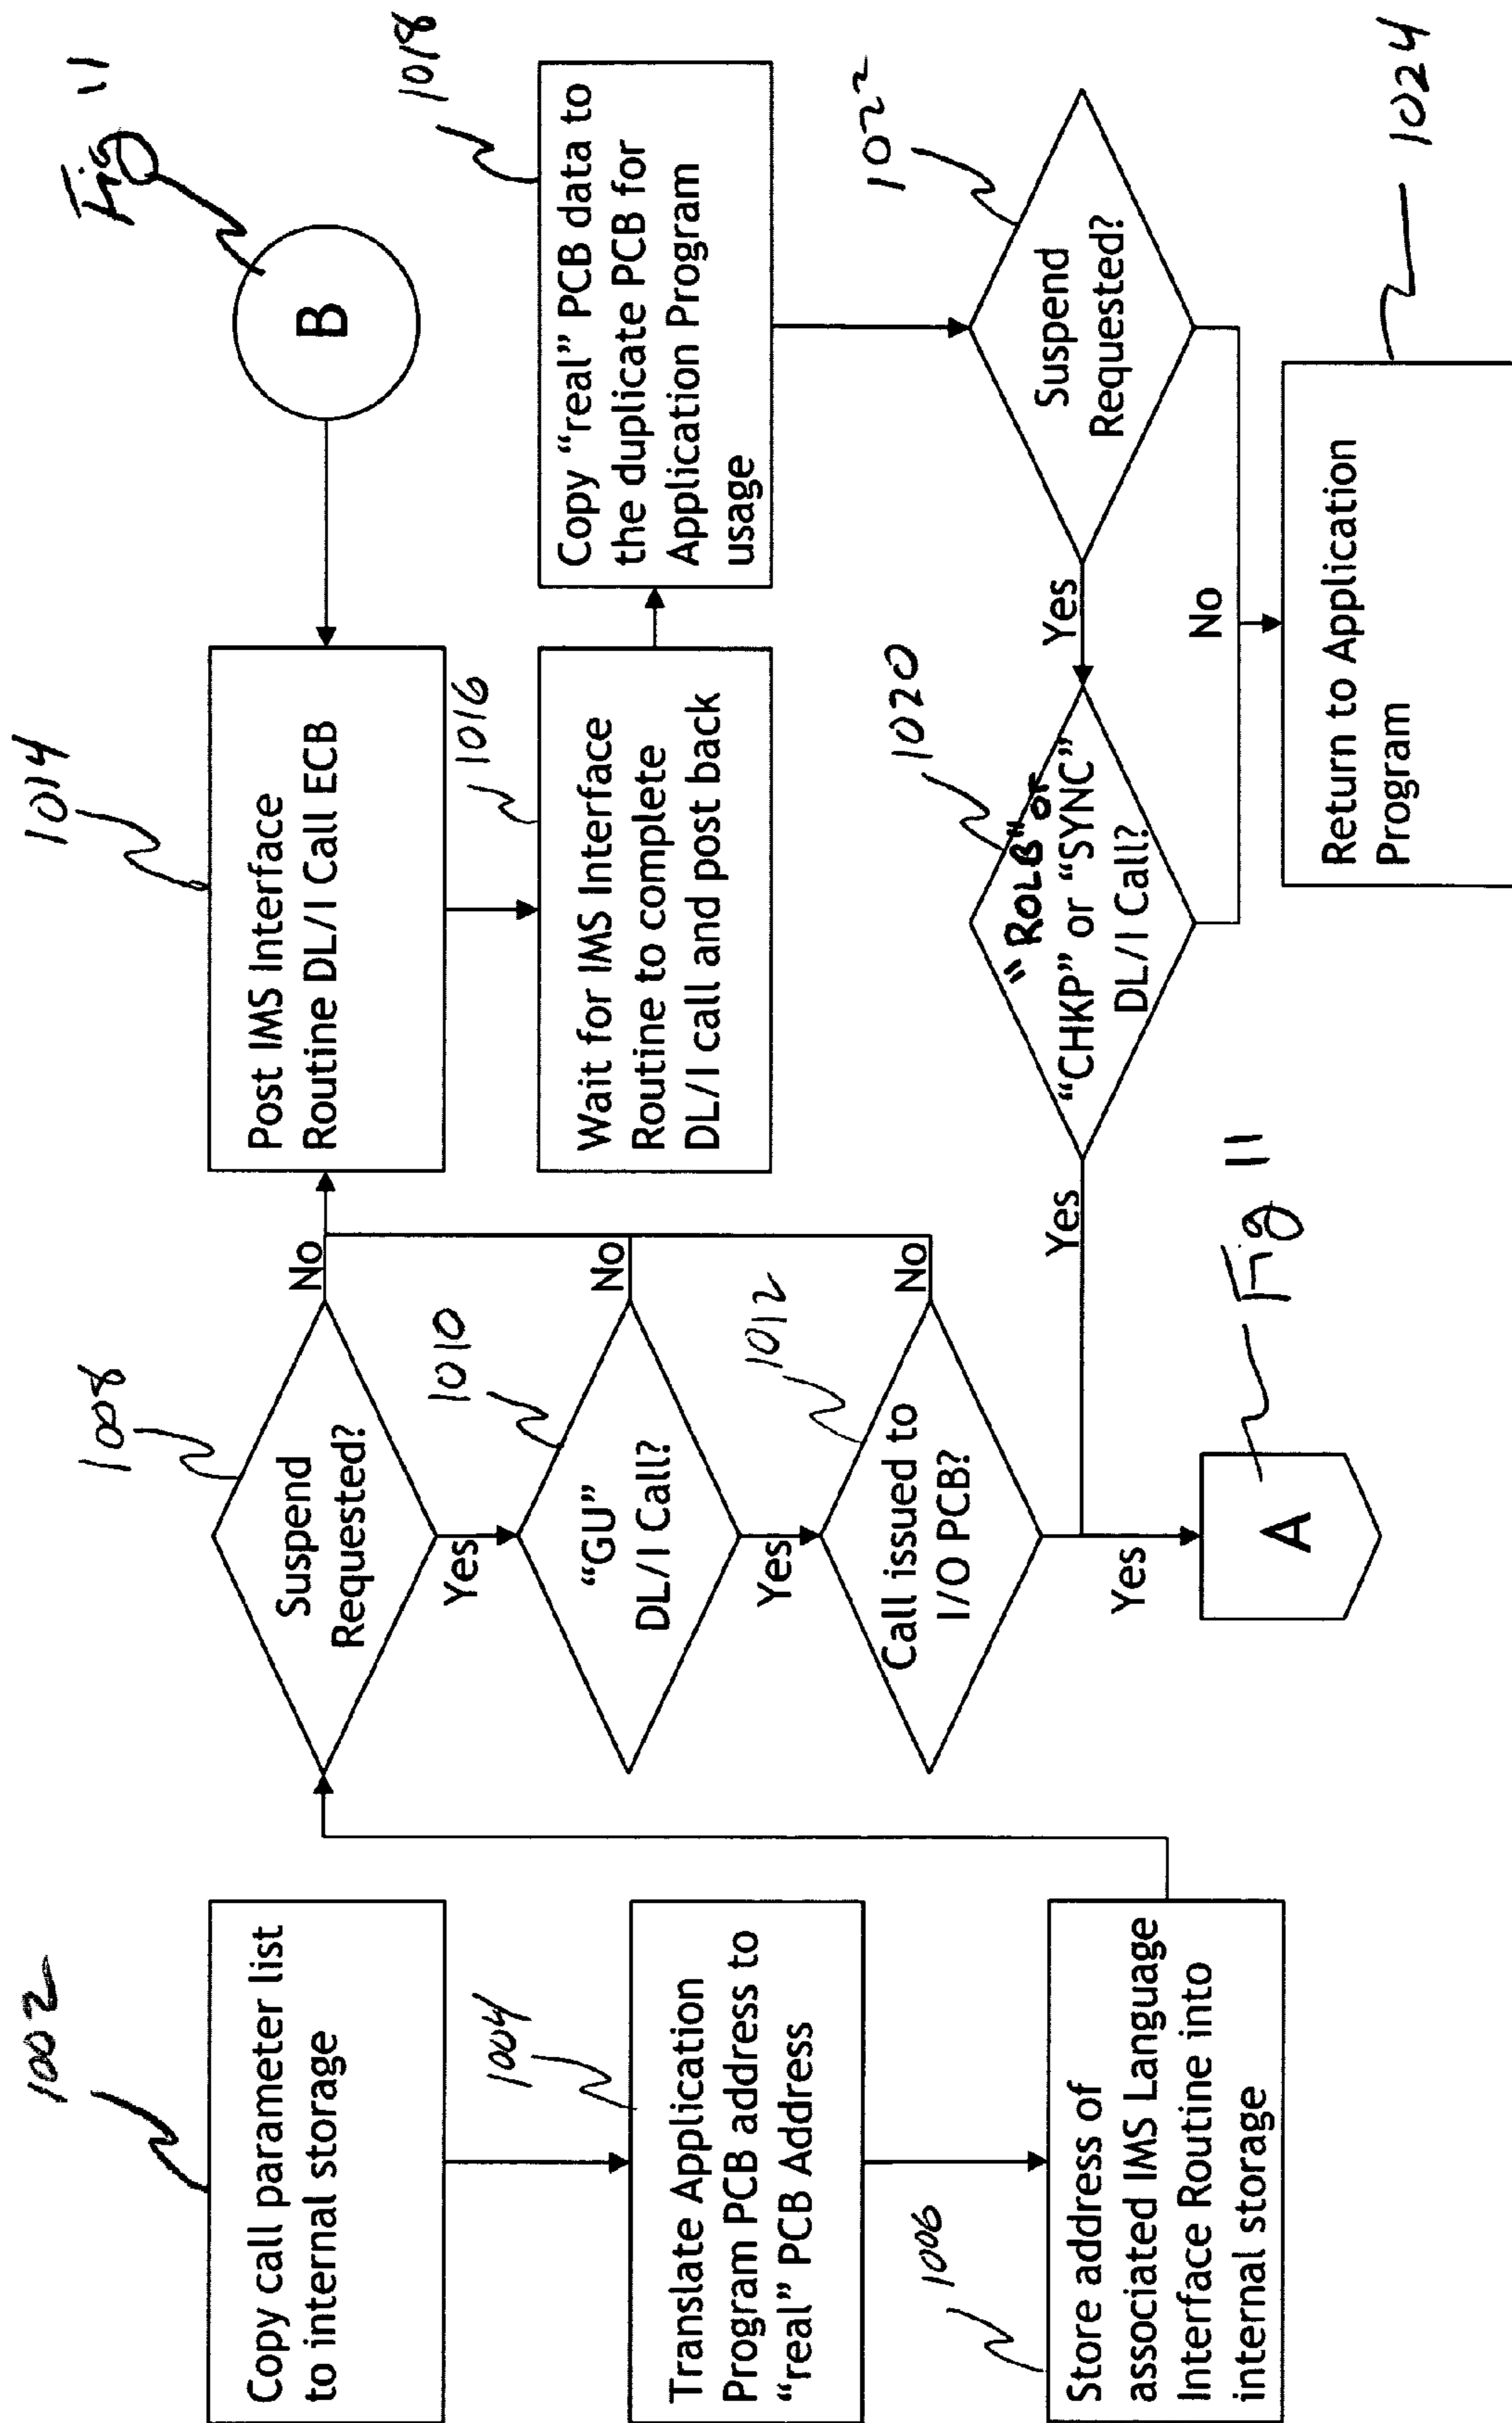 1002
Copy call parameter list
to internal storage
1004
Translate Application
Program PCB address to
“real” PCB Address
1006
Store address of
associated IMS Language
Interface Routine into
internal storage
1008
Suspend
Requested?
No
Yes
1010
“GU”
DL/I Call?
No
Yes
1012
Call issued to
I/O PCB?
No
Yes
A
Fig 11
1014
Post IMS Interface
Routine DL/I Call ECB
B
Fig 11
1016
Wait for IMS Interface
Routine to complete
DL/I call and post back
1018
Copy “real” PCB data to
the duplicate PCB for
Application Program
usage
1022
Suspend
Requested?
Yes
1020
"ROLB" or
“CHKP” or “SYNC”
DL/I Call?
Yes
No
1024
Return to Application
Program